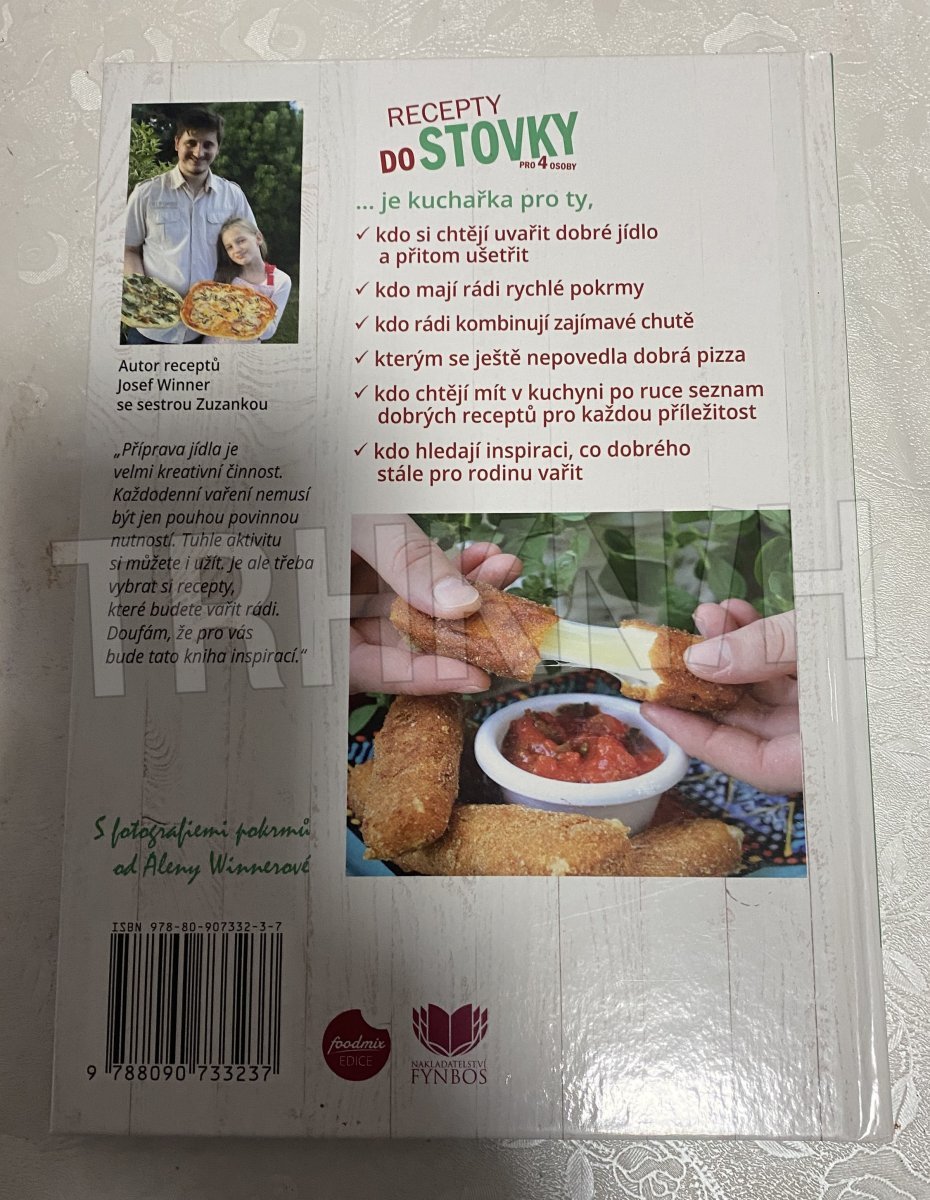 RECEPTY
DO STOVKY
PRO 4 OSOBY
... je kuchařka pro ty,
✓ kdo si chtějí uvařit dobré jídlo
a přitom ušetřit
✓ kdo mají rádi rychlé pokrmy
✓ kdo rádi kombinují zajímavé chutě
✓ kterým se ještě nepovedla dobrá pizza
✓ kdo chtějí mít v kuchyni po ruce seznam
dobrých receptů pro každou příležitost
✓ kdo hledají inspiraci, co dobrého
stále pro rodinu vařit
Autor receptů
Josef Winner
se sestrou Zuzankou
„Příprava jídla je
velmi kreativní činnost.
Každodenní vaření nemusí
být jen pouhou povinnou
nutností. Tuhle aktivitu
si můžete i užít. Je ale třeba
vybrat si recepty,
které budete vařit rádi.
Doufám, že pro vás
bude tato kniha inspirací.“
TRHKNIH
S fotografiemi pokrmů
od Aleny Winnerové
ISBN 978-80-907332-3-7
9 788090 733237
foodmix
EDICE
NAKLADATELSTVÍ
FYNBOS